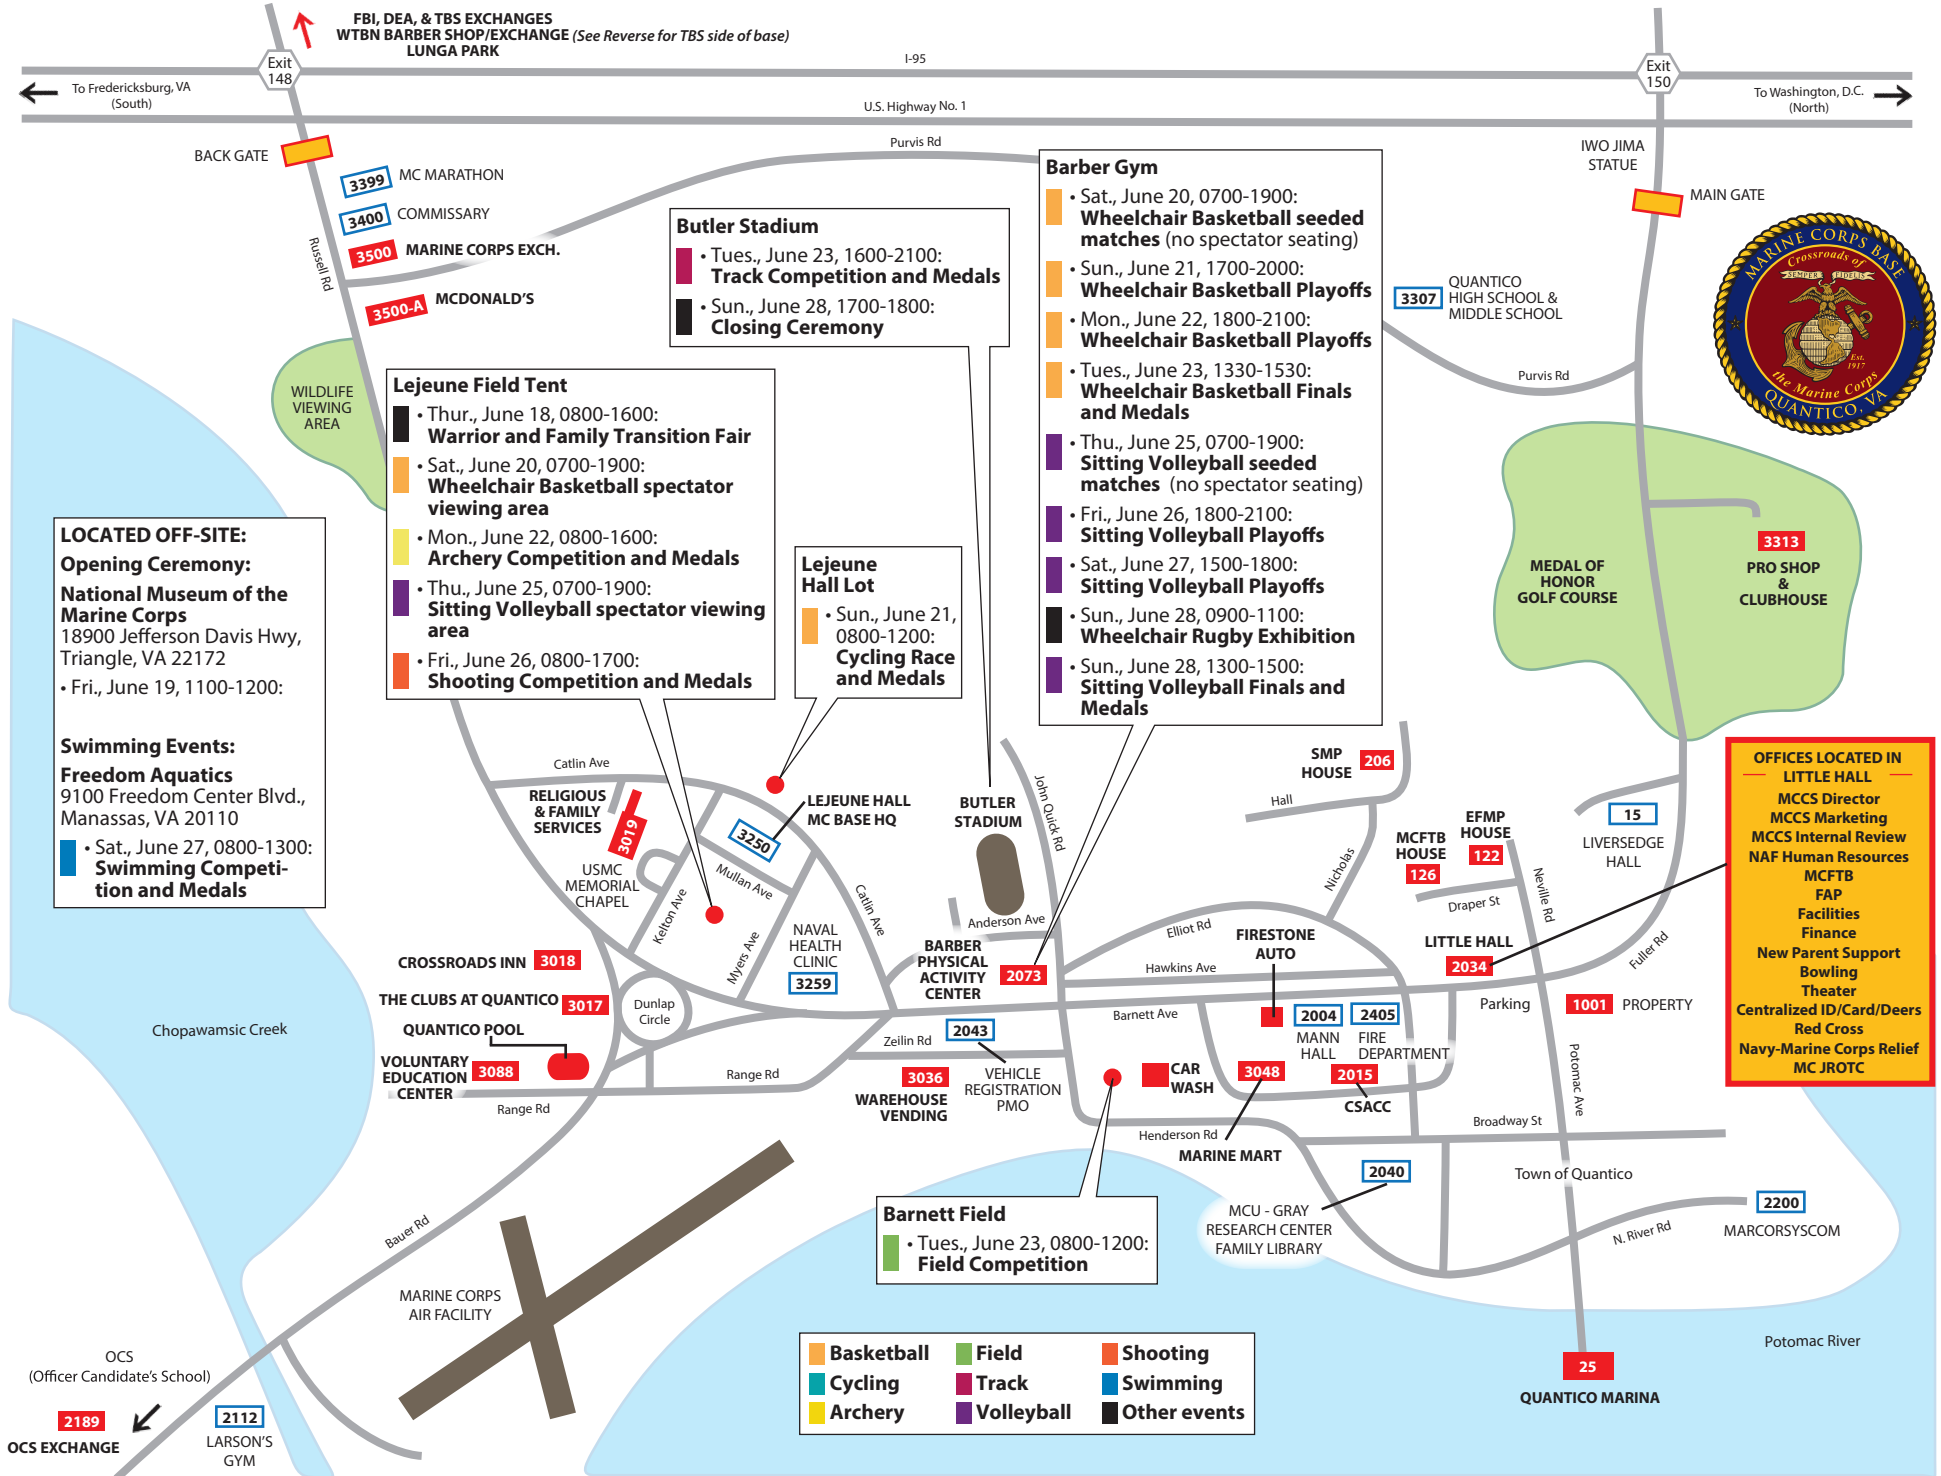 FBI, DEA, & TBS EXCHANGES
WTBN BARBER SHOP/EXCHANGE (See Reverse for TBS side of base)
LUNGA PARK
Exit
148
I-95
Exit
150
To Fredericksburg, VA
(South)
To Washington, D.C.
(North)
U.S. Highway No. 1
BACK GATE
Purvis Rd
IWO JIMA
STATUE
MAIN GATE
3399 MC MARATHON
3400 COMMISSARY
3500 MARINE CORPS EXCH.
3500-A MCDONALD'S
Russell Rd
MARINE CORPS BASE
Crossroads of
SEMPER FIDELIS
Est.
1917
the Marine Corps
QUANTICO, VA
3307
QUANTICO
HIGH SCHOOL &
MIDDLE SCHOOL
Purvis Rd
Butler Stadium
• Tues., June 23, 1600-2100:
Track Competition and Medals
• Sun., June 28, 1700-1800:
Closing Ceremony
Barber Gym
• Sat., June 20, 0700-1900:
Wheelchair Basketball seeded
matches (no spectator seating)
• Sun., June 21, 1700-2000:
Wheelchair Basketball Playoffs
• Mon., June 22, 1800-2100:
Wheelchair Basketball Playoffs
• Tues., June 23, 1330-1530:
Wheelchair Basketball Finals
and Medals
• Thu., June 25, 0700-1900:
Sitting Volleyball seeded
matches (no spectator seating)
• Fri., June 26, 1800-2100:
Sitting Volleyball Playoffs
• Sat., June 27, 1500-1800:
Sitting Volleyball Playoffs
• Sun., June 28, 0900-1100:
Wheelchair Rugby Exhibition
• Sun., June 28, 1300-1500:
Sitting Volleyball Finals and
Medals
WILDLIFE
VIEWING
AREA
Lejeune Field Tent
• Thur., June 18, 0800-1600:
Warrior and Family Transition Fair
• Sat., June 20, 0700-1900:
Wheelchair Basketball spectator
viewing area
• Mon., June 22, 0800-1600:
Archery Competition and Medals
• Thu., June 25, 0700-1900:
Sitting Volleyball spectator viewing
area
• Fri., June 26, 0800-1700:
Shooting Competition and Medals
LOCATED OFF-SITE:
Opening Ceremony:
National Museum of the
Marine Corps
18900 Jefferson Davis Hwy,
Triangle, VA 22172
• Fri., June 19, 1100-1200:
Swimming Events:
Freedom Aquatics
9100 Freedom Center Blvd.,
Manassas, VA 20110
• Sat., June 27, 0800-1300:
Swimming Competi-
tion and Medals
Lejeune
Hall Lot
• Sun., June 21,
0800-1200:
Cycling Race
and Medals
MEDAL OF
HONOR
GOLF COURSE
3313
PRO SHOP
&
CLUBHOUSE
OFFICES LOCATED IN
LITTLE HALL
MCCS Director
MCCS Marketing
MCCS Internal Review
NAF Human Resources
MCFTB
FAP
Facilities
Finance
New Parent Support
Bowling
Theater
Centralized ID/Card/Deers
Red Cross
Navy-Marine Corps Relief
MC JROTC
Catlin Ave
RELIGIOUS
& FAMILY
SERVICES
3019
USMC
MEMORIAL
CHAPEL
LEJEUNE HALL
MC BASE HQ
3250
Mullan Ave
Kelton Ave
Myers Ave
Catlin Ave
NAVAL
HEALTH
CLINIC
3259
BUTLER
STADIUM
John Quick Rd
Anderson Ave
BARBER
PHYSICAL
ACTIVITY
CENTER
2073
SMP
HOUSE
206
Hall
Nicholas
MCFTB
HOUSE
126
EFMP
HOUSE
122
Draper St
Neville Rd
15
LIVERSEDGE
HALL
Fuller Rd
Elliot Rd
FIRESTONE
AUTO
Hawkins Ave
LITTLE HALL
2034
Parking
1001 PROPERTY
Barnett Ave
2004
MANN
HALL
2405
FIRE
DEPARTMENT
CROSSROADS INN 3018
THE CLUBS AT QUANTICO 3017
QUANTICO POOL
VOLUNTARY
EDUCATION
CENTER
3088
Dunlap
Circle
Chopawamsic Creek
Range Rd
Range Rd
Zeilin Rd
2043
VEHICLE
REGISTRATION
PMO
3036
WAREHOUSE
VENDING
CAR
WASH
3048
MARINE MART
2015
CSACC
Henderson Rd
Broadway St
Potomac Ave
Town of Quantico
2040
MCU - GRAY
RESEARCH CENTER
FAMILY LIBRARY
N. River Rd
2200
MARCORSYSCOM
Barnett Field
• Tues., June 23, 0800-1200:
Field Competition
Bauer Rd
MARINE CORPS
AIR FACILITY
OCS
(Officer Candidate's School)
2189
OCS EXCHANGE
2112
LARSON'S
GYM
Basketball
Cycling
Archery
Field
Track
Volleyball
Shooting
Swimming
Other events
Potomac River
25
QUANTICO MARINA